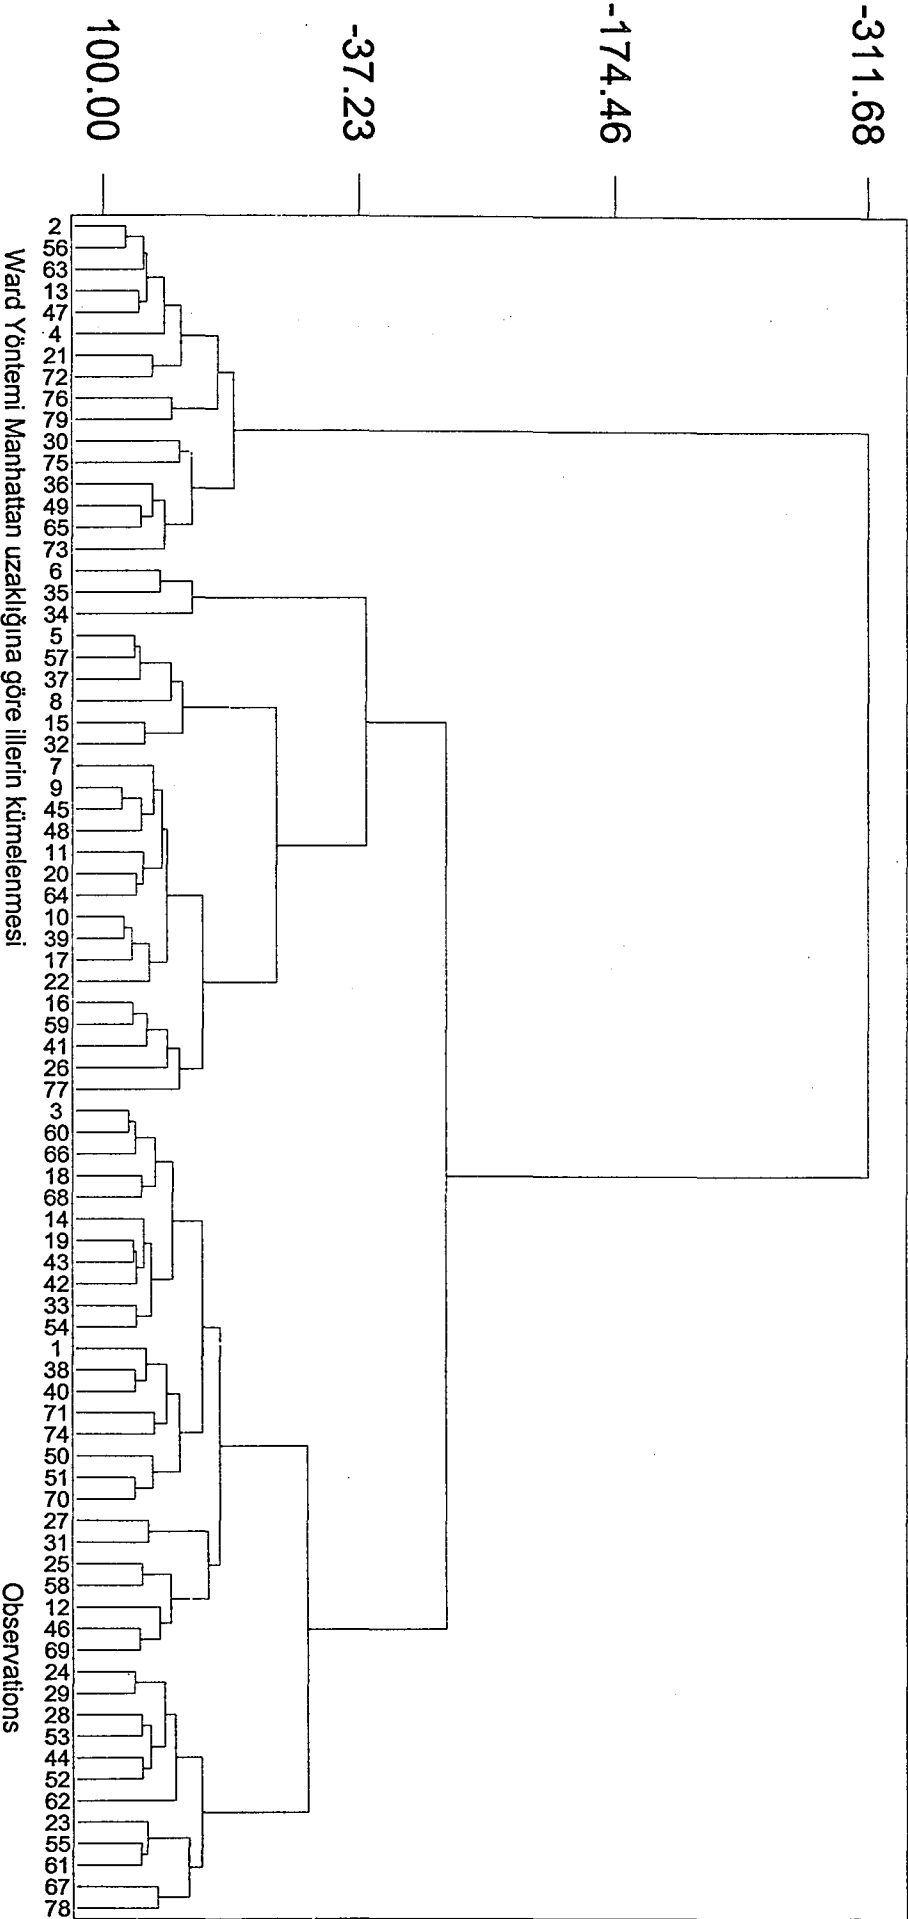 -311.68
-174.46
-37.23
100.00
2 56 63 13 47 4 21 72 76 79 30 75 36 49 65 73 6 35 34 5 57 37 8 15 32 7 9 45 48 11 20 64 10 39 17 22 16 59 41 26 77 3 60 66 18 68 14 19 43 42 33 54 1 38 40 71 74 50 51 70 27 31 25 58 12 46 69 24 29 28 53 44 52 62 23 55 61 67 78
Ward Yöntemi Manhattan uzaklığına göre illerin kümelenmesi
Observations